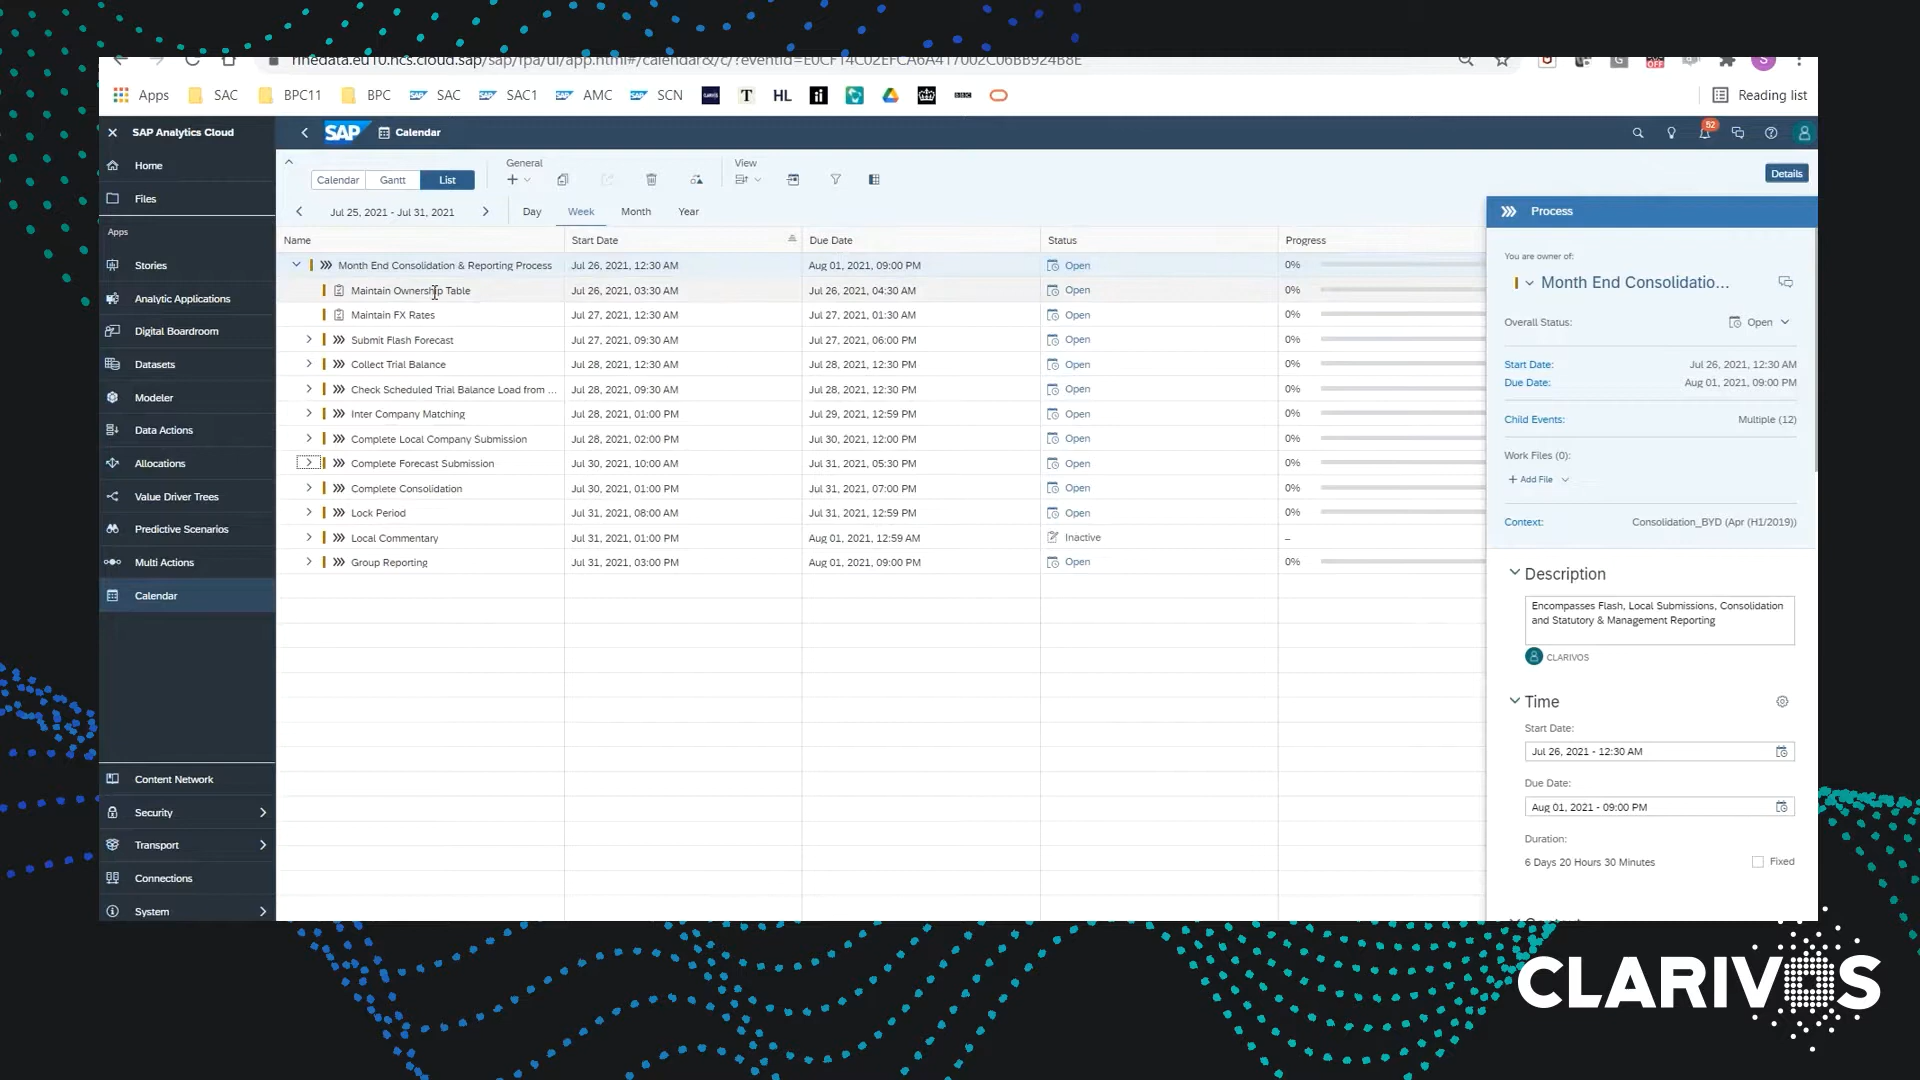 rinedata.eu10.hcs.cloud.sap/sap/fpa/ui/app.html#/calendar&/c/?eventId=E0CF14C02EFCA6A417002C06BB924B8E
Apps SAC BPC11 BPC SAC SAC1 AMC SCN T HL Reading list
SAP Analytics Cloud
SAP Calendar
52
Home
Files
Apps
Stories
Analytic Applications
Digital Boardroom
Datasets
Modeler
Data Actions
Allocations
Value Driver Trees
Predictive Scenarios
Multi Actions
Calendar
Content Network
Security
Transport
Connections
System
General View
Calendar Gantt List
Details
Jul 25, 2021 - Jul 31, 2021 Day Week Month Year
Name Start Date Due Date Status Progress
Month End Consolidation & Reporting Process Jul 26, 2021, 12:30 AM Aug 01, 2021, 09:00 PM Open 0%
Maintain Ownership Table Jul 26, 2021, 03:30 AM Jul 26, 2021, 04:30 AM Open 0%
Maintain FX Rates Jul 27, 2021, 12:30 AM Jul 27, 2021, 01:30 AM Open 0%
Submit Flash Forecast Jul 27, 2021, 09:30 AM Jul 27, 2021, 06:00 PM Open 0%
Collect Trial Balance Jul 28, 2021, 12:30 AM Jul 28, 2021, 12:30 PM Open 0%
Check Scheduled Trial Balance Load from ... Jul 28, 2021, 09:30 AM Jul 28, 2021, 12:30 PM Open 0%
Inter Company Matching Jul 28, 2021, 01:00 PM Jul 29, 2021, 12:59 PM Open 0%
Complete Local Company Submission Jul 28, 2021, 02:00 PM Jul 30, 2021, 12:00 PM Open 0%
Complete Forecast Submission Jul 30, 2021, 10:00 AM Jul 31, 2021, 05:30 PM Open 0%
Complete Consolidation Jul 30, 2021, 01:00 PM Jul 31, 2021, 07:00 PM Open 0%
Lock Period Jul 31, 2021, 08:00 AM Jul 31, 2021, 12:59 PM Open 0%
Local Commentary Jul 31, 2021, 01:00 PM Aug 01, 2021, 12:59 AM Inactive –
Group Reporting Jul 31, 2021, 03:00 PM Aug 01, 2021, 09:00 PM Open 0%
Process
You are owner of:
Month End Consolidatio...
Overall Status: Open
Start Date: Jul 26, 2021, 12:30 AM
Due Date: Aug 01, 2021, 09:00 PM
Child Events: Multiple (12)
Work Files (0):
+ Add File
Context: Consolidation_BYD (Apr (H1/2019))
Description
Encompasses Flash, Local Submissions, Consolidation
and Statutory & Management Reporting
CLARIVOS
Time
Start Date:
Jul 26, 2021 - 12:30 AM
Due Date:
Aug 01, 2021 - 09:00 PM
Duration:
6 Days 20 Hours 30 Minutes Fixed
CLARIVOS